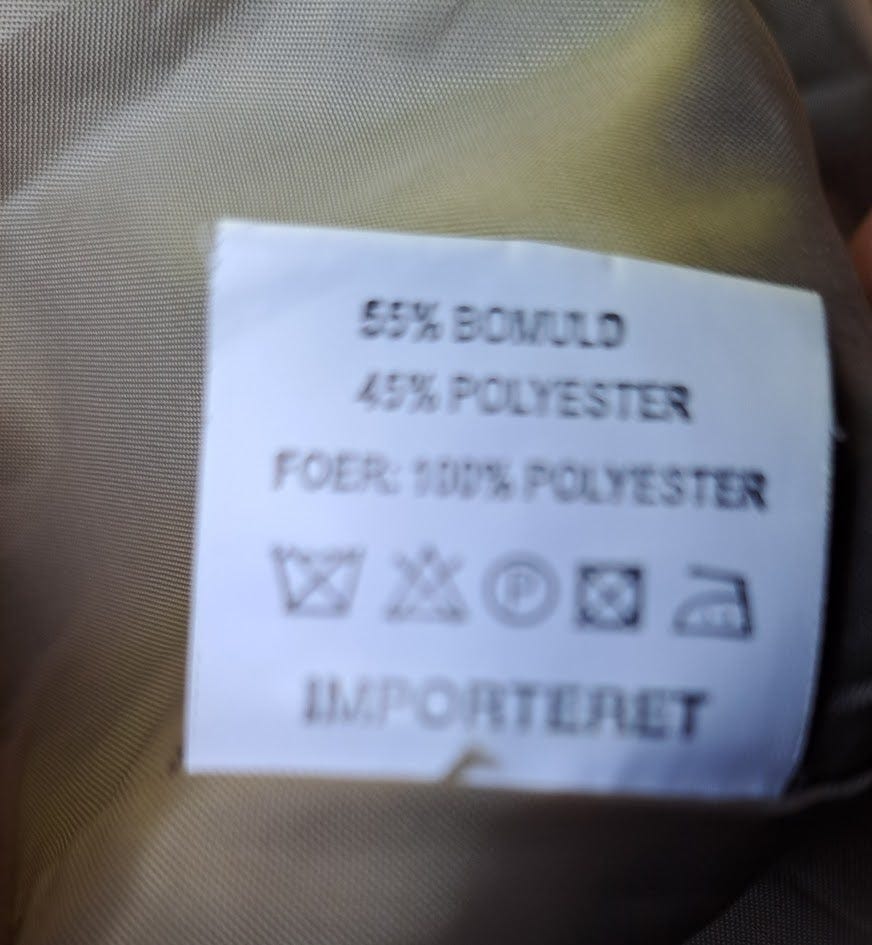 55% BOMULD
45% POLYESTER
FOER: 100% POLYESTER
P
IMPORTERET